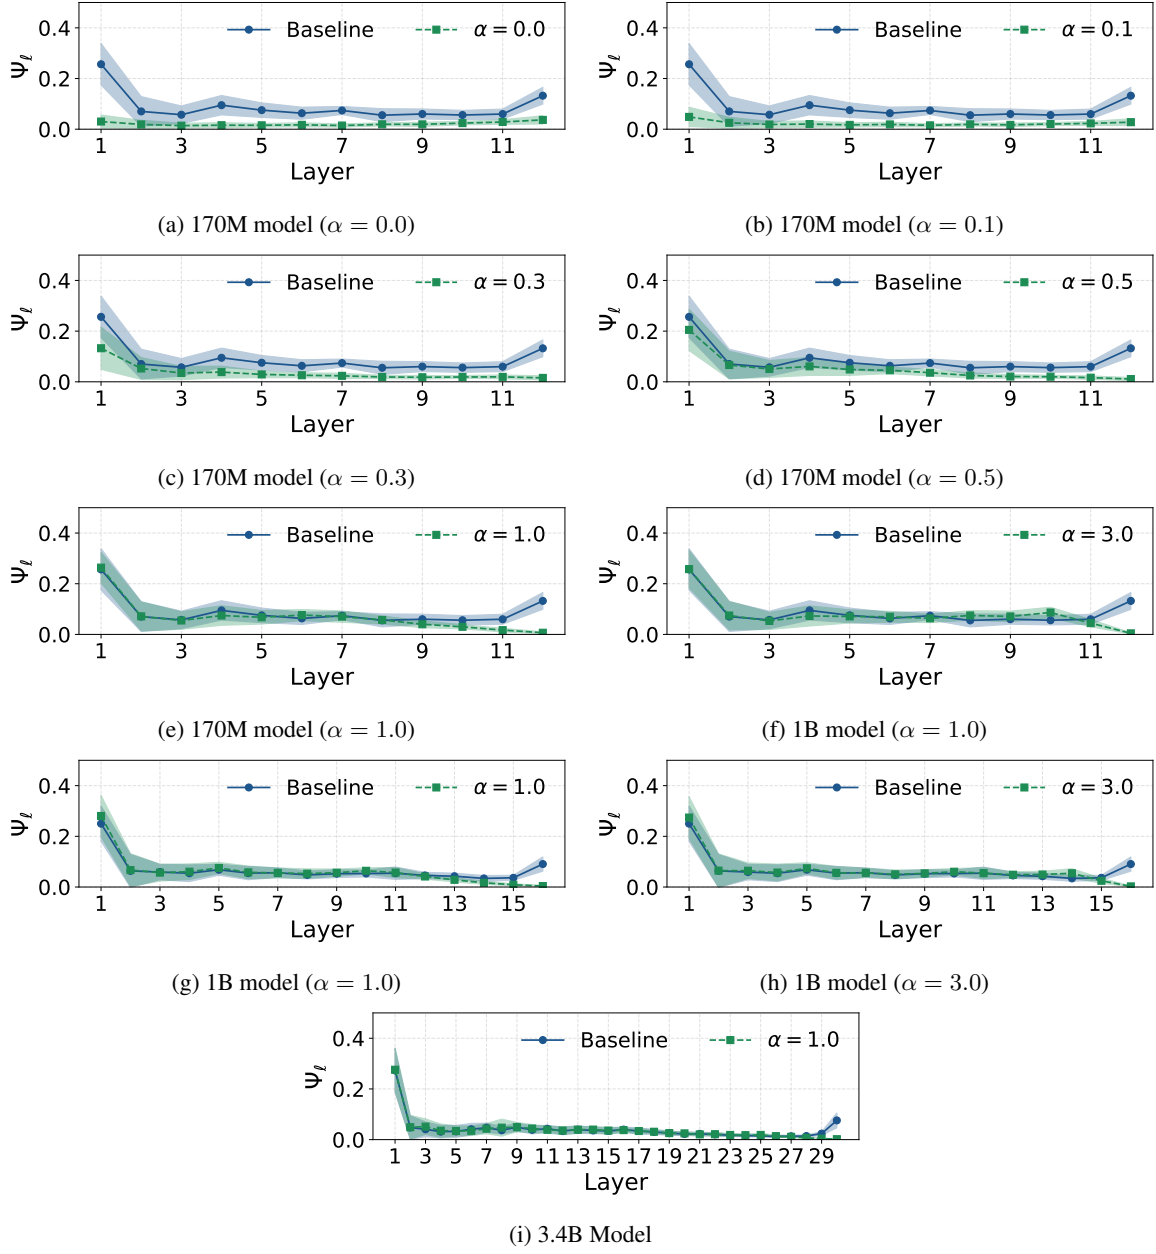 Baseline α = 0.0
Ψℓ
0.4
0.2
0.0
1 3 5 7 9 11
Layer
(a) 170M model (α = 0.0)
Baseline α = 0.1
Ψℓ
0.4
0.2
0.0
1 3 5 7 9 11
Layer
(b) 170M model (α = 0.1)
Baseline α = 0.3
Ψℓ
0.4
0.2
0.0
1 3 5 7 9 11
Layer
(c) 170M model (α = 0.3)
Baseline α = 0.5
Ψℓ
0.4
0.2
0.0
1 3 5 7 9 11
Layer
(d) 170M model (α = 0.5)
Baseline α = 1.0
Ψℓ
0.4
0.2
0.0
1 3 5 7 9 11
Layer
(e) 170M model (α = 1.0)
Baseline α = 3.0
Ψℓ
0.4
0.2
0.0
1 3 5 7 9 11
Layer
(f) 1B model (α = 1.0)
Baseline α = 1.0
Ψℓ
0.4
0.2
0.0
1 3 5 7 9 11 13 15
Layer
(g) 1B model (α = 1.0)
Baseline α = 3.0
Ψℓ
0.4
0.2
0.0
1 3 5 7 9 11 13 15
Layer
(h) 1B model (α = 3.0)
Baseline α = 1.0
Ψℓ
0.4
0.2
0.0
1 3 5 7 9 11 13 15 17 19 21 23 25 27 29
Layer
(i) 3.4B Model